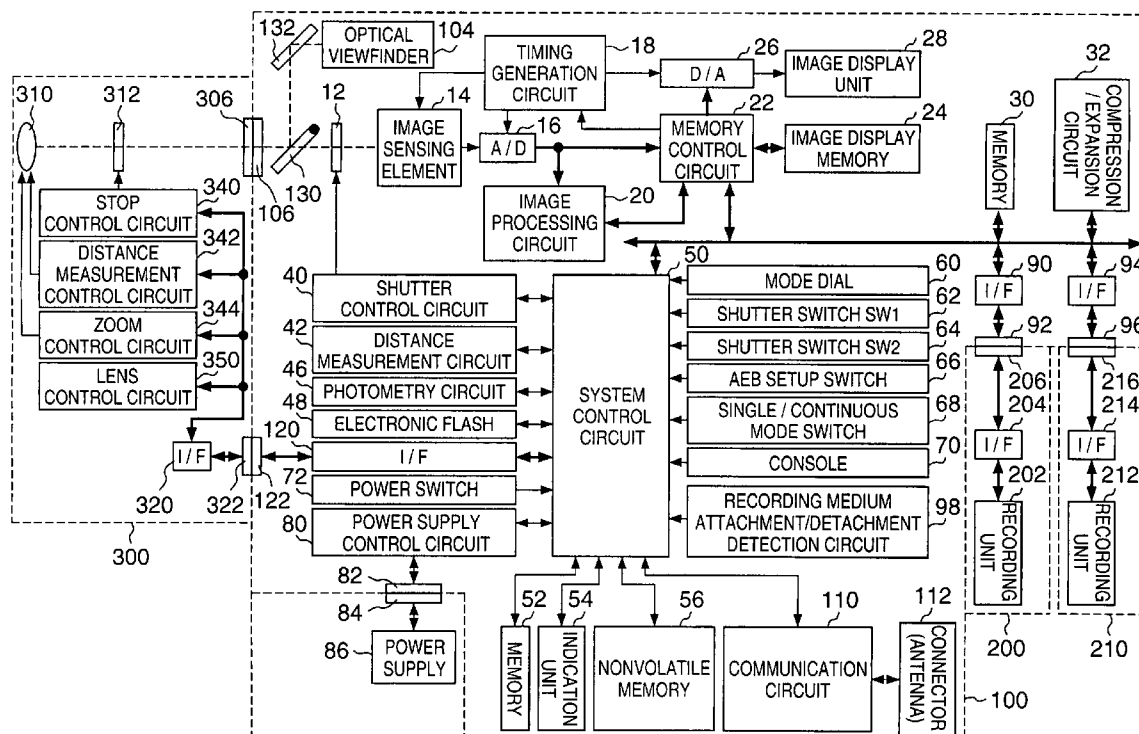 132
OPTICAL
VIEWFINDER
104
TIMING
GENERATION
CIRCUIT
18
26
D / A
28
IMAGE DISPLAY
UNIT
32
COMPRESSION
/ EXPANSION
CIRCUIT
310
312
306
12
14
IMAGE
SENSING
ELEMENT
16
A / D
22
MEMORY
CONTROL
CIRCUIT
24
IMAGE DISPLAY
MEMORY
30
MEMORY
130
106
20
IMAGE
PROCESSING
CIRCUIT
340
STOP
CONTROL CIRCUIT
342
DISTANCE
MEASUREMENT
CONTROL CIRCUIT
344
ZOOM
CONTROL CIRCUIT
350
LENS
CONTROL CIRCUIT
I / F
320
322
122
300
40
SHUTTER
CONTROL CIRCUIT
42
DISTANCE
MEASUREMENT CIRCUIT
46
PHOTOMETRY CIRCUIT
48
ELECTRONIC FLASH
120
I / F
72
POWER SWITCH
80
POWER SUPPLY
CONTROL CIRCUIT
82
84
86
POWER
SUPPLY
50
SYSTEM
CONTROL
CIRCUIT
60
MODE DIAL
62
SHUTTER SWITCH SW1
64
SHUTTER SWITCH SW2
66
AEB SETUP SWITCH
68
SINGLE / CONTINUOUS
MODE SWITCH
70
CONSOLE
98
RECORDING MEDIUM
ATTACHMENT/DETACHMENT
DETECTION CIRCUIT
90
I / F
92
206
204
I / F
202
RECORDING
UNIT
200
94
I / F
96
216
214
I / F
212
RECORDING
UNIT
210
52
MEMORY
54
INDICATION
UNIT
56
NONVOLATILE
MEMORY
110
COMMUNICATION
CIRCUIT
112
CONNECTOR
(ANTENNA)
100